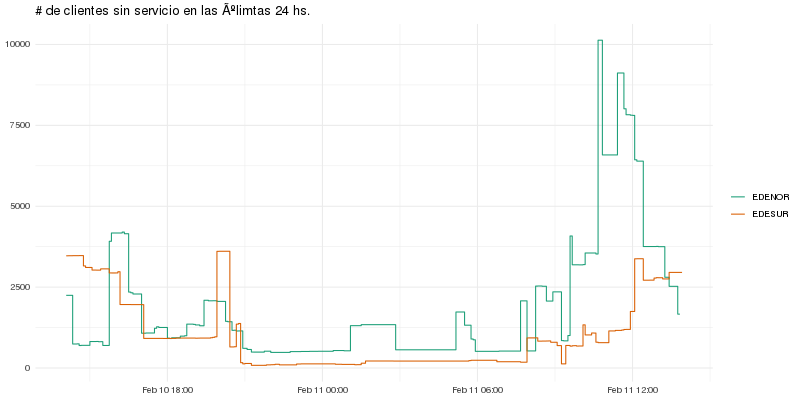 # de clientes sin servicio en las Ãºlimtas 24 hs.
10000
7500
5000
2500
0
Feb 10 18:00
Feb 11 00:00
Feb 11 06:00
Feb 11 12:00
EDENOR
EDESUR